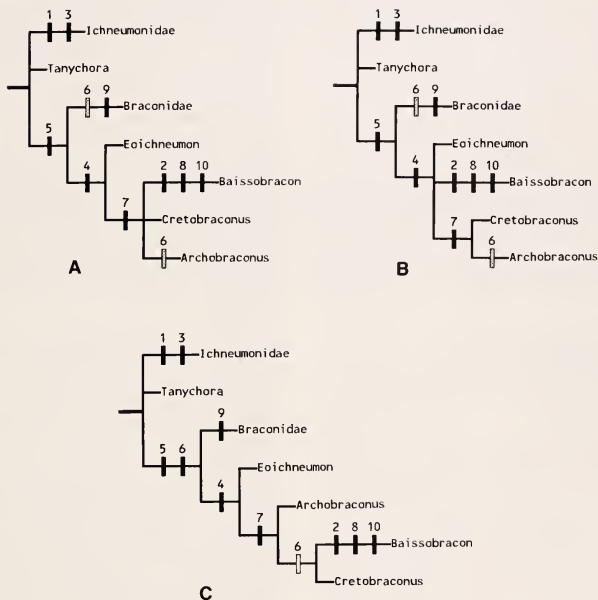 1 3
Ichneumonidae
Tanychora
6 9
Braconidae
5
Eoichneumon
4
2 8 10
Baissobracon
7
Cretobraconus
6
Archobraconus
A
1 3
Ichneumonidae
Tanychora
6 9
Braconidae
5
Eoichneumon
4
2 8 10
Baissobracon
Cretobraconus
7
6
Archobraconus
B
1 3
Ichneumonidae
Tanychora
9
Braconidae
5 6
Eoichneumon
4
Archobraconus
7
2 8 10
6
Baissobracon
Cretobraconus
C